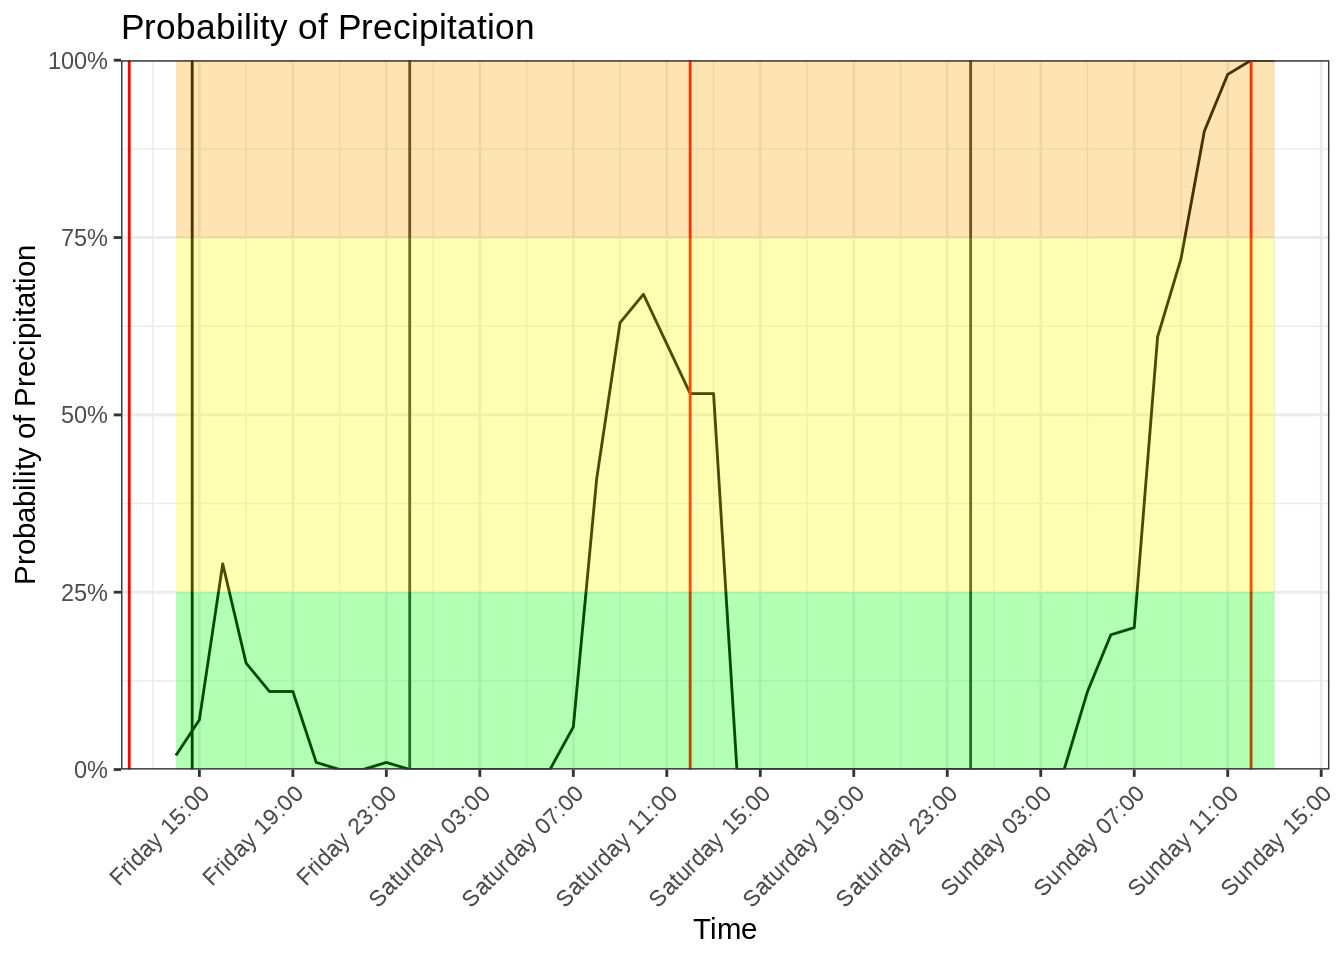 Probability of Precipitation
Probability of Precipitation
100%
75%
50%
25%
0%
Friday 15:00
Friday 19:00
Friday 23:00
Saturday 03:00
Saturday 07:00
Saturday 11:00
Saturday 15:00
Saturday 19:00
Saturday 23:00
Sunday 03:00
Sunday 07:00
Sunday 11:00
Sunday 15:00
Time